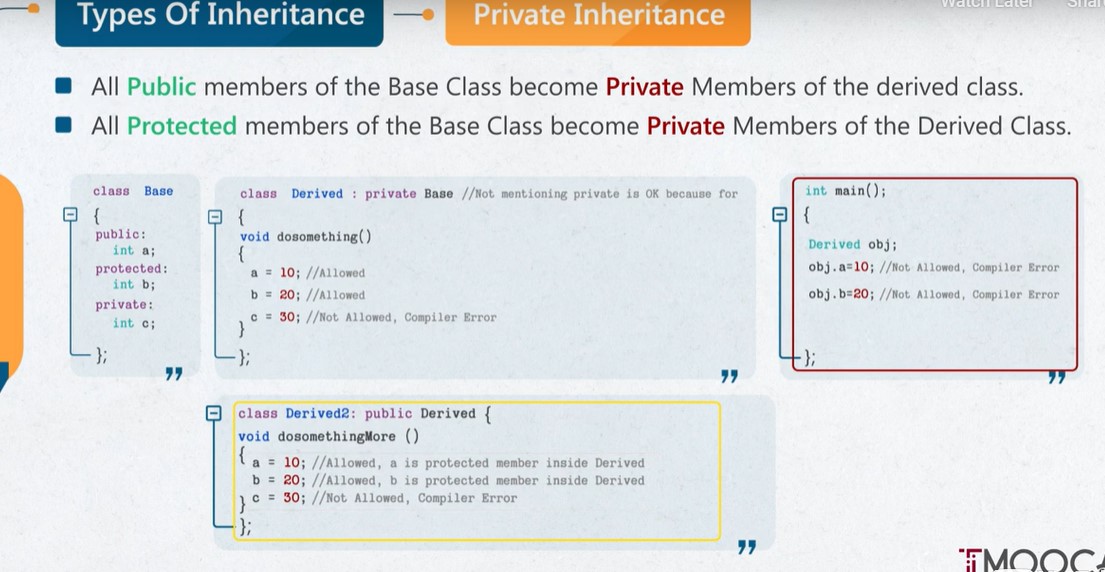 Types Of Inheritance
Private Inheritance
Watch Later
All Public members of the Base Class become Private Members of the derived class.
All Protected members of the Base Class become Private Members of the Derived Class.
class Base
{
public:
int a;
protected:
int b;
private:
int c;
};
”
class Derived : private Base //Not mentioning private is OK because for
{
void dosomething()
{
a = 10; //Allowed
b = 20; //Allowed
c = 30; //Not Allowed, Compiler Error
}
};
”
int main();
{
Derived obj;
obj.a=10; //Not Allowed, Compiler Error
obj.b=20; //Not Allowed, Compiler Error
};
”
class Derived2: public Derived {
void dosomethingMore ()
{
a = 10; //Allowed, a is protected member inside Derived
b = 20; //Allowed, b is protected member inside Derived
c = 30; //Not Allowed, Compiler Error
}
};
”